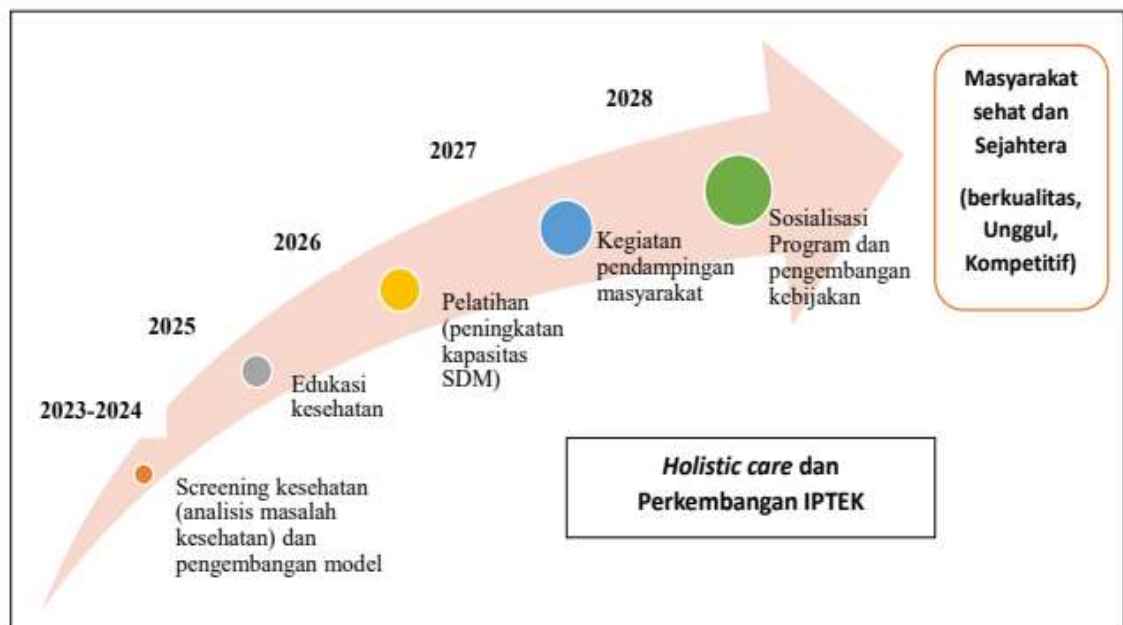 2023-2024
Screening kesehatan
(analisis masalah
kesehatan) dan
pengembangan model
2025
Edukasi
kesehatan
2026
Pelatihan
(peningkatan
kapasitas
SDM)
2027
Kegiatan
pendampingan
masyarakat
2028
Sosialisasi
Program dan
pengembangan
kebijakan
Masyarakat
sehat dan
Sejahtera
(berkualitas,
Unggul,
Kompetitif)
Holistic care dan
Perkembangan IPTEK